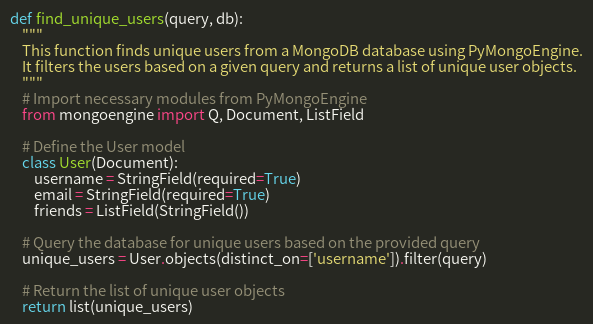 def find_unique_users(query, db):
    """
    This function finds unique users from a MongoDB database using PyMongoEngine.
    It filters the users based on a given query and returns a list of unique user objects.
    """
    # Import necessary modules from PyMongoEngine
    from mongoengine import Q, Document, ListField

    # Define the User model
    class User(Document):
        username = StringField(required=True)
        email = StringField(required=True)
        friends = ListField(StringField())

    # Query the database for unique users based on the provided query
    unique_users = User.objects(distinct_on=['username']).filter(query)

    # Return the list of unique user objects
    return list(unique_users)